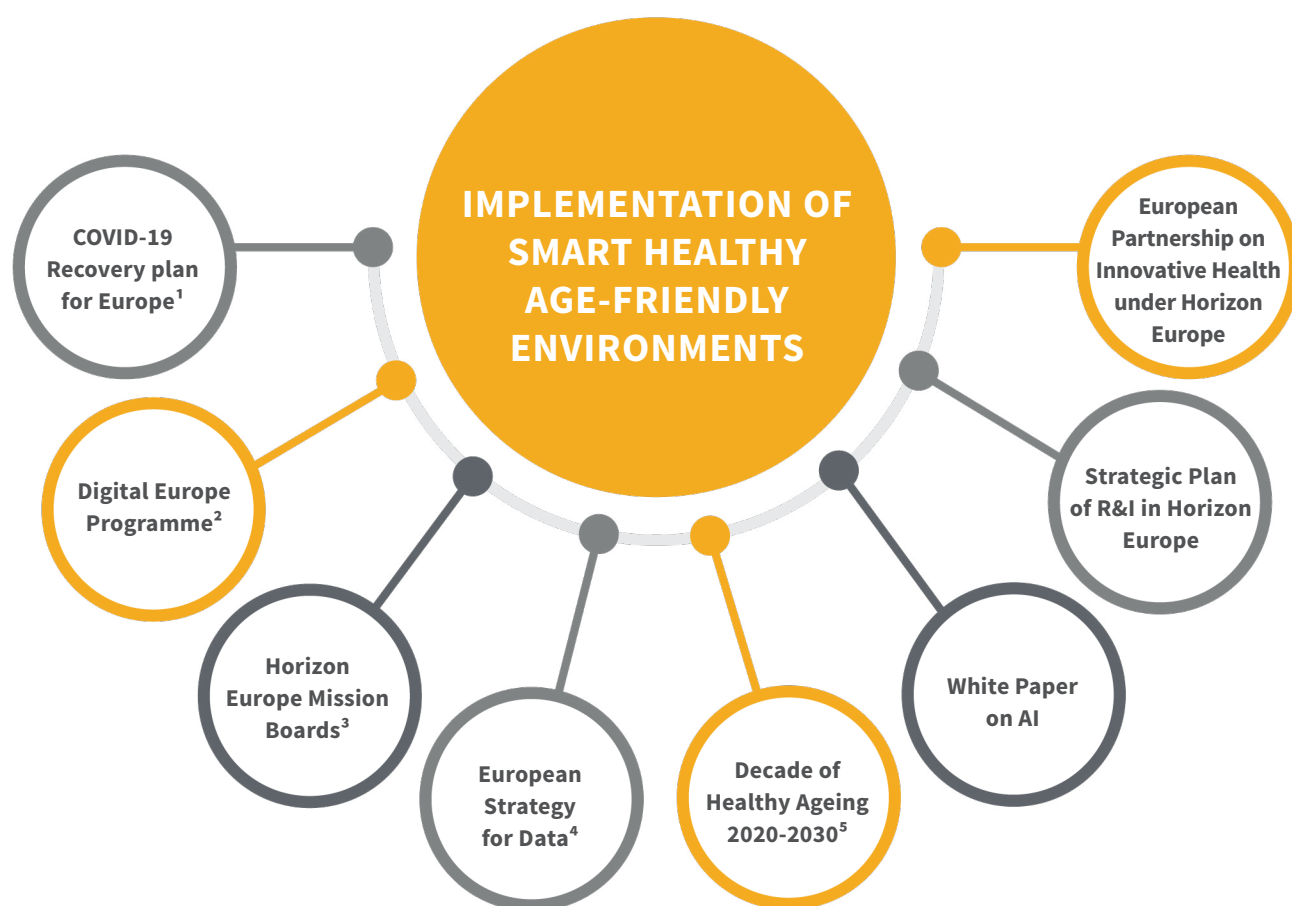 IMPLEMENTATION OF
SMART HEALTHY
AGE-FRIENDLY
ENVIRONMENTS
COVID-19
Recovery plan
for Europe¹
Digital Europe
Programme²
Horizon
Europe Mission
Boards³
European
Strategy
for Data⁴
Decade of
Healthy Ageing
2020-2030⁵
White Paper
on AI
Strategic Plan
of R&I in Horizon
Europe
European
Partnership on
Innovative Health
under Horizon
Europe